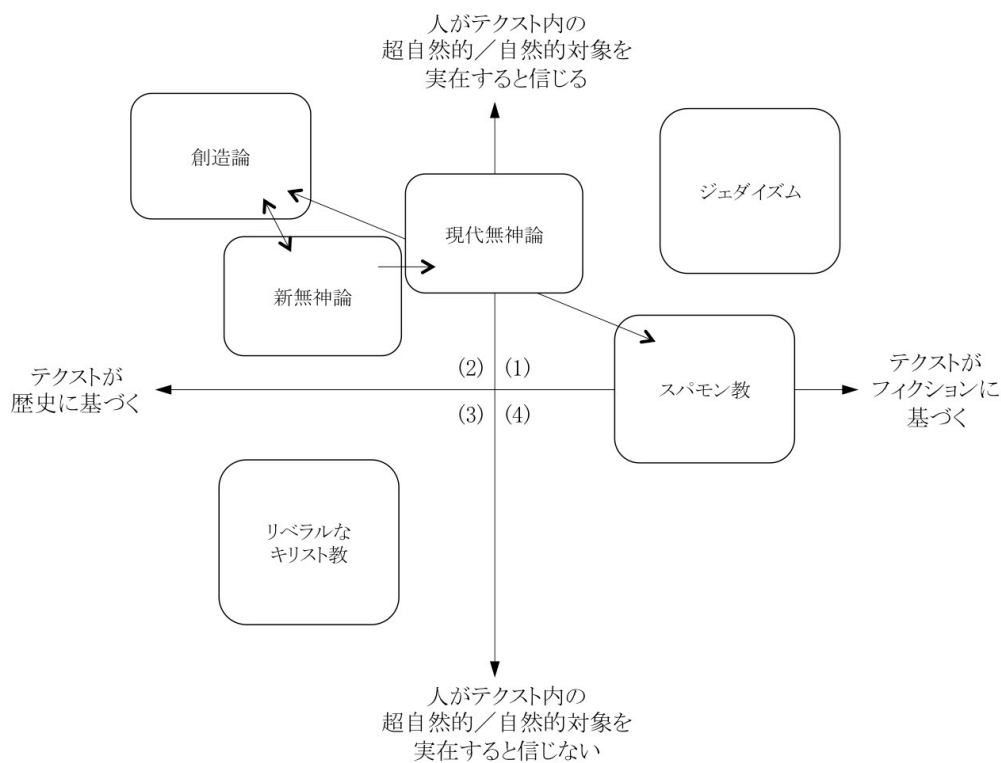 人がテクスト内の
超自然的／自然的対象を
実在すると信じる
創造論
ジェダイズム
現代無神論
新無神論
(2) (1)
テクストが
歴史に基づく
スパモン教
テクストが
フィクションに
基づく
(3) (4)
リベラルな
キリスト教
人がテクスト内の
超自然的／自然的対象を
実在すると信じない